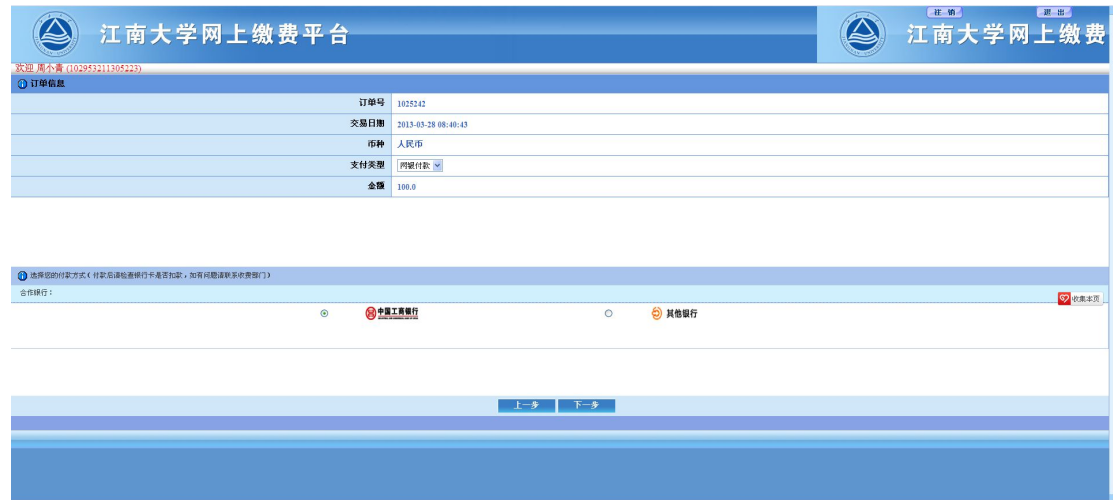 江南大学网上缴费平台
注 销
退 出
江南大学网上缴费
欢迎 周小青 (102953211305223)
订单信息
订单号 1025242
交易日期 2013-03-28 08:40:43
币种 人民币
支付类型 网银付款
金额 100.0
选择您的付款方式( 付款后请检查银行卡是否扣款，如有问题请联系收费部门)
合作银行：
收集本页
中国工商银行
其他银行
上一步 下一步